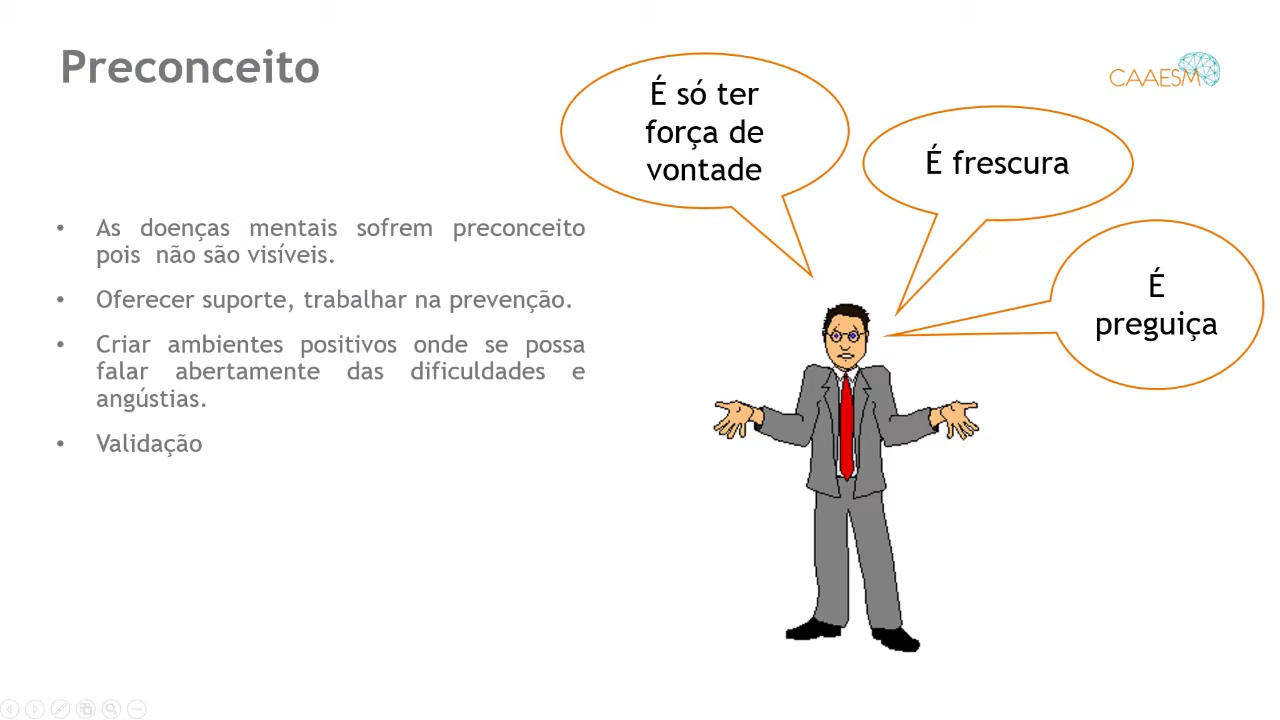 Preconceito
É só ter
força de
vontade
CAAESM
É frescura
É
preguiça
• As doenças mentais sofrem preconceito
pois não são visíveis.
• Oferecer suporte, trabalhar na prevenção.
• Criar ambientes positivos onde se possa
falar abertamente das dificuldades e
angústias.
• Validação